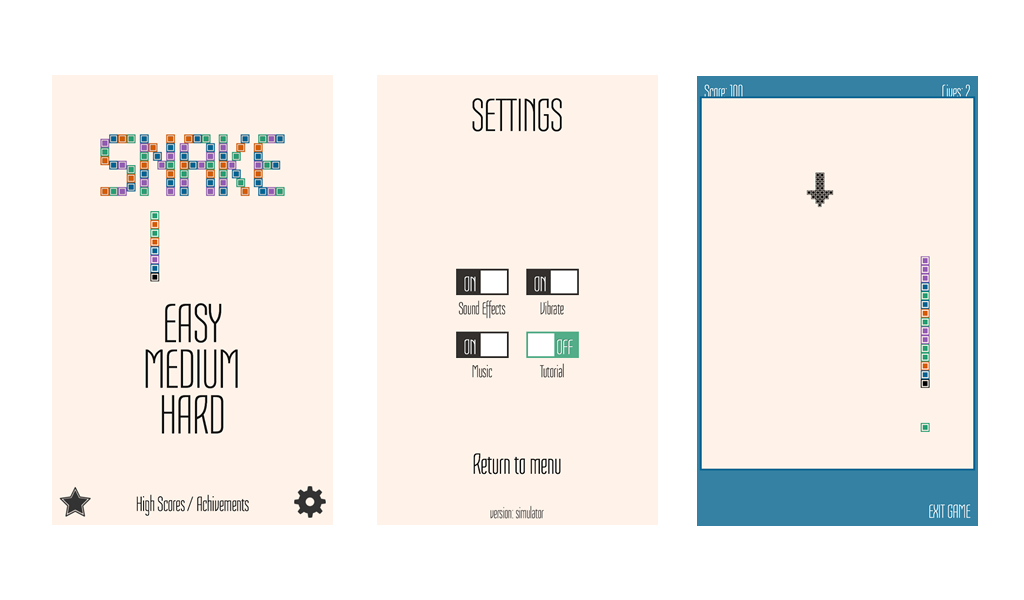 SNAKE
EASY
MEDIUM
HARD
High Scores / Achivements
SETTINGS
ON
ON
Sound Effects
Vibrate
ON
OFF
Music
Tutorial
Return to menu
version: simulator
Score: 100
Lives: 2
EXIT GAME